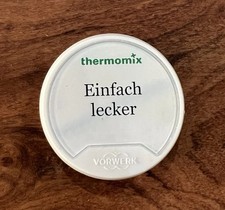 thermomix
Einfach
lecker
VORWERK